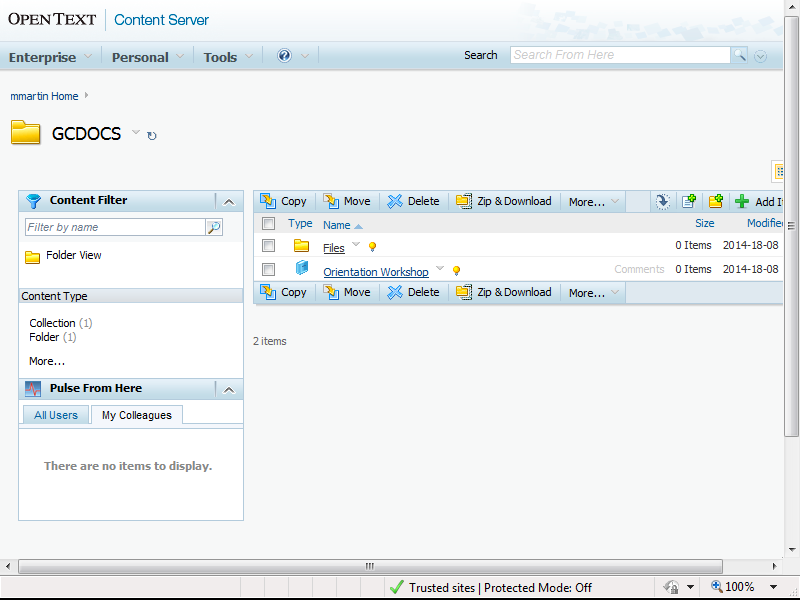 OPEN TEXT Content Server
Enterprise Personal Tools ? Search Search From Here
mmartin Home
GCDOCS
Content Filter
Filter by name
Folder View
Content Type
Collection (1)
Folder (1)
More...
Pulse From Here
All Users My Colleagues
There are no items to display.
Copy Move Delete Zip & Download More... Add It
Type Name Size Modified
Files 0 Items 2014-18-08
Orientation Workshop Comments 0 Items 2014-18-08
Copy Move Delete Zip & Download More...
2 items
Trusted sites | Protected Mode: Off 100%